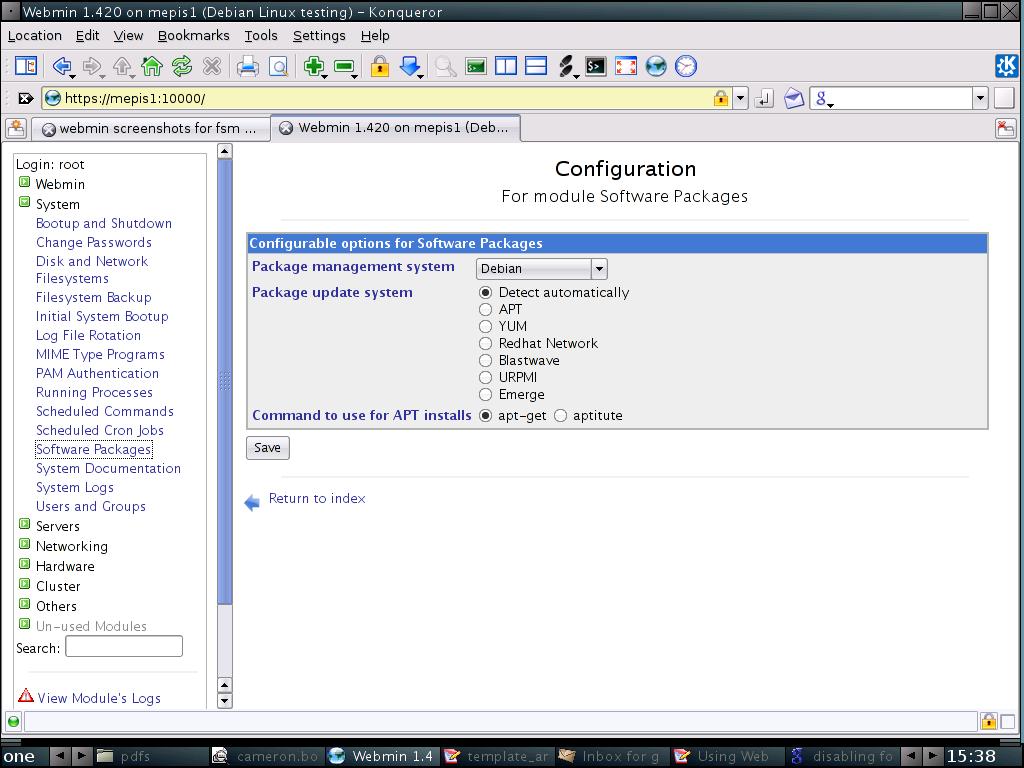 Webmin 1.420 on mepis1 (Debian Linux testing) – Konqueror
Location Edit View Bookmarks Tools Settings Help
https://mepis1:10000/
webmin screenshots for fsm ...
Webmin 1.420 on mepis1 (Deb...
Login: root
Webmin
System
Bootup and Shutdown
Change Passwords
Disk and Network
Filesystems
Filesystem Backup
Initial System Bootup
Log File Rotation
MIME Type Programs
PAM Authentication
Running Processes
Scheduled Commands
Scheduled Cron Jobs
Software Packages
System Documentation
System Logs
Users and Groups
Servers
Networking
Hardware
Cluster
Others
Un-used Modules
Search:
View Module's Logs
Configuration
For module Software Packages
Configurable options for Software Packages
Package management system Debian
Package update system Detect automatically
APT
YUM
Redhat Network
Blastwave
URPMI
Emerge
Command to use for APT installs apt-get aptitute
Save
Return to index
one pdfs cameron.bo Webmin 1.4 template_ar Inbox for g Using Web disabling fo 15:38